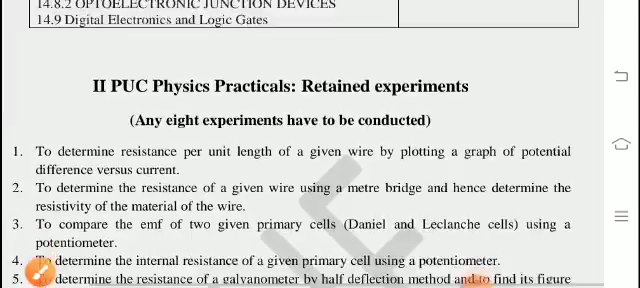 14.8.2 OPTOELECTRONIC JUNCTION DEVICES
14.9 Digital Electronics and Logic Gates
II PUC Physics Practicals: Retained experiments
(Any eight experiments have to be conducted)
1. To determine resistance per unit length of a given wire by plotting a graph of potential
difference versus current.
2. To determine the resistance of a given wire using a metre bridge and hence determine the
resistivity of the material of the wire.
3. To compare the emf of two given primary cells (Daniel and Leclanche cells) using a
potentiometer.
4. To determine the internal resistance of a given primary cell using a potentiometer.
5. To determine the resistance of a galvanometer by half deflection method and to find its figure